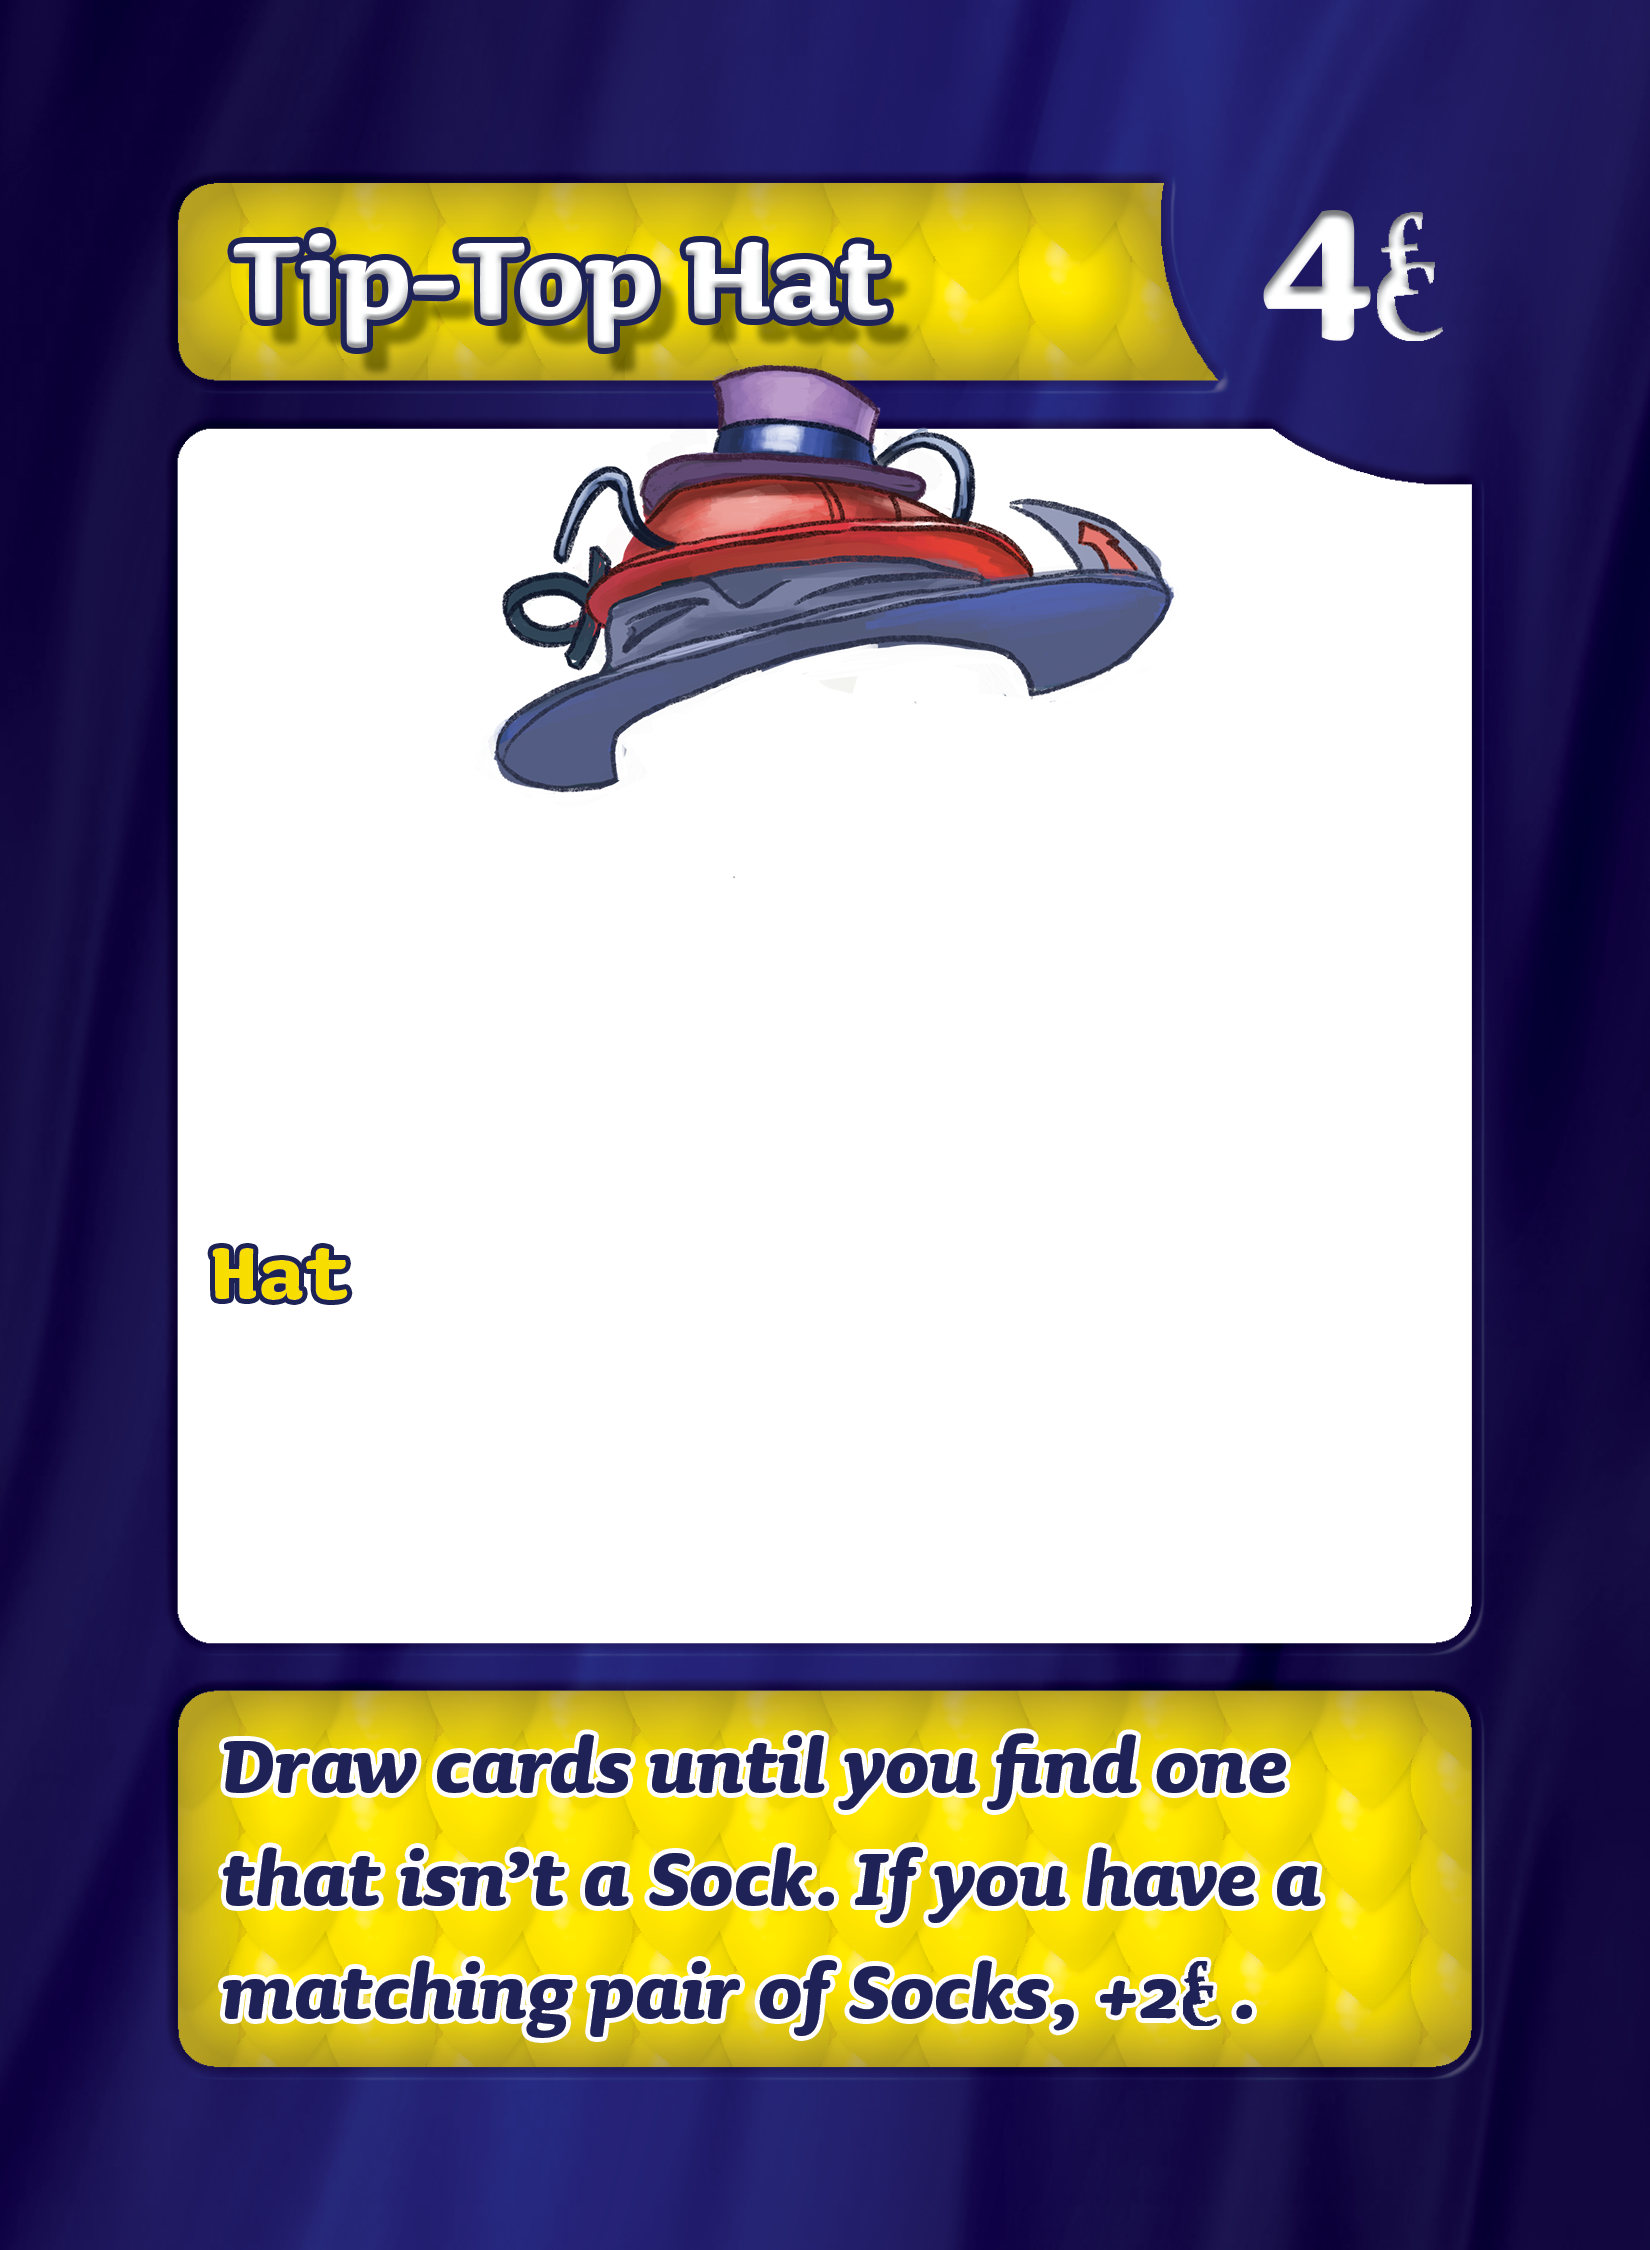 Tip-Top Hat
4
Hat
Draw cards until you find one
that isn't a Sock. If you have a
matching pair of Socks, +2 .